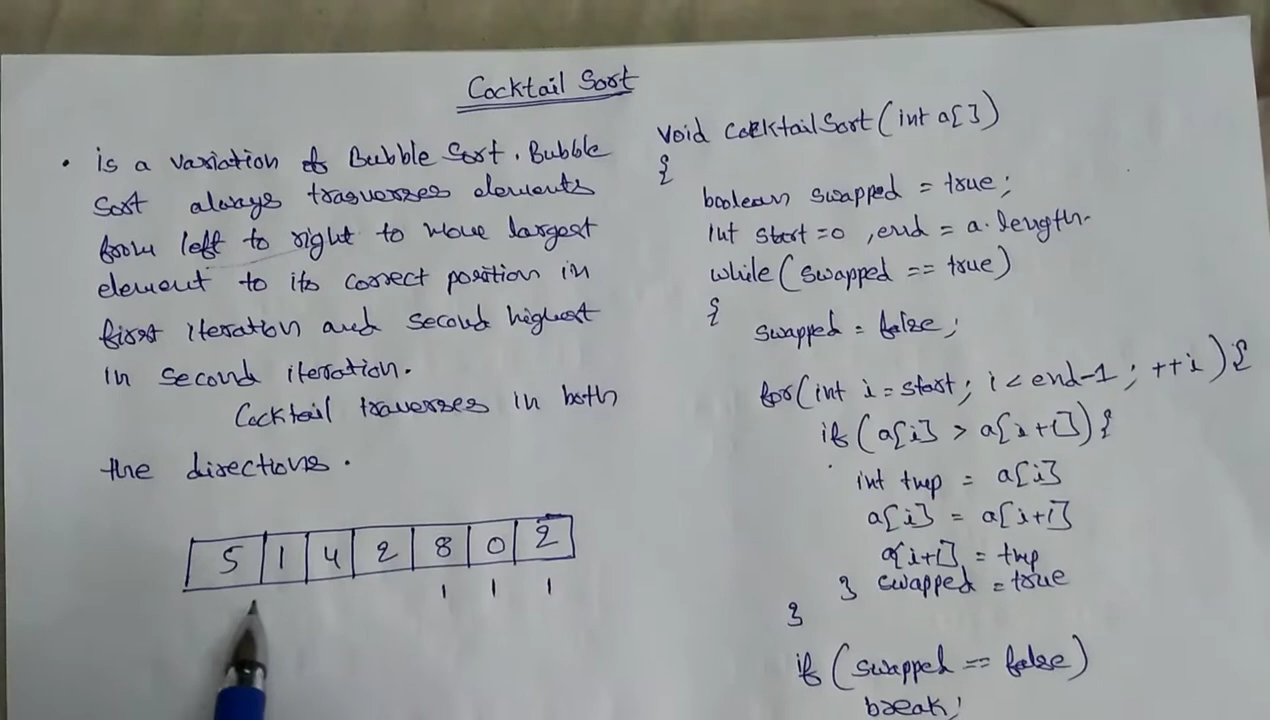 Cocktail Sort
• is a variation of Bubble Sort. Bubble
Sort always traverses elements
from left to right to move largest
element to its correct position in
first iteration and second highest
in second iteration.
Cocktail traverses in both
the directions.
5 1 4 2 8 0 2
Void CocktailSort(int a[])
{
boolean swapped = true;
int start=0 ,end = a.length-
while(swapped == true)
{
swapped = false;
for(int i=start; i<end-1; ++i){
if(a[i] > a[i+1]){
int tmp = a[i]
a[i] = a[i+1]
a[i+1] = tmp
} swapped = true
}
if(swapped == false)
break;